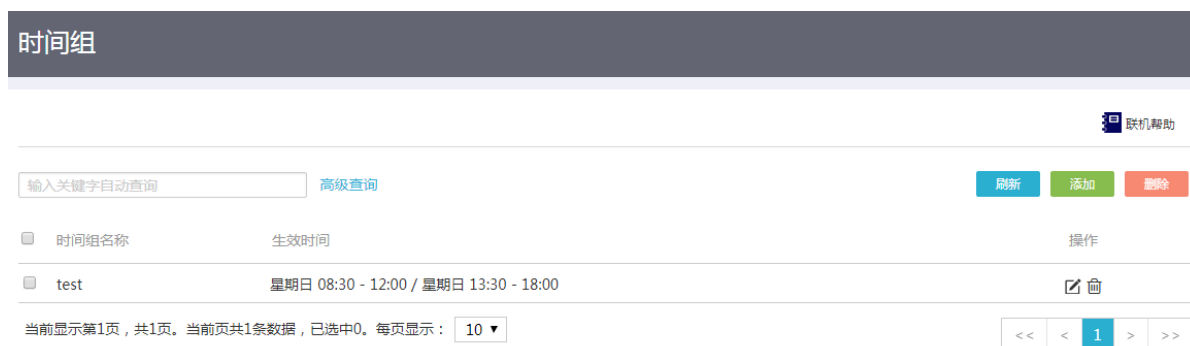 时间组
联机帮助
输入关键字自动查询 高级查询 刷新 添加 删除
时间组名称 生效时间 操作
test 星期日 08:30 - 12:00 / 星期日 13:30 - 18:00
当前显示第1页，共1页。当前页共1条数据，已选中0。每页显示： 10 << < 1 > >>